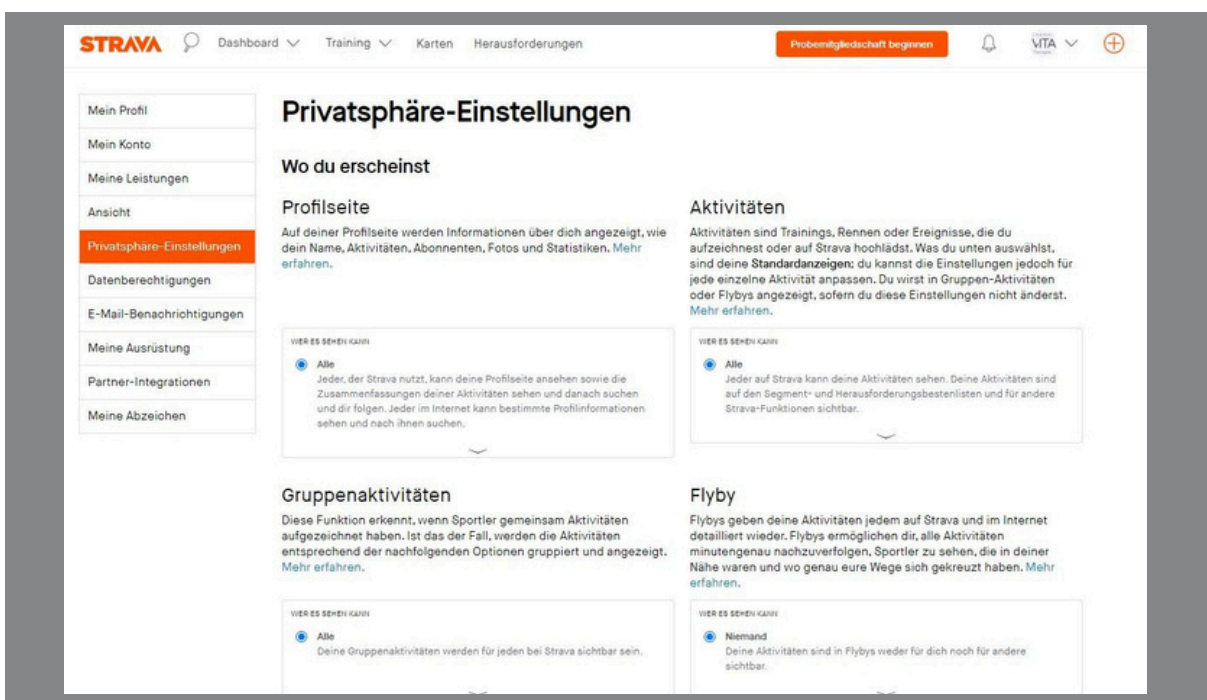 STRAVA Dashboard Training Karten Herausforderungen Probemitgliedschaft beginnen VITA
Mein Profil
Mein Konto
Meine Leistungen
Ansicht
Privatsphäre-Einstellungen
Datenberechtigungen
E-Mail-Benachrichtigungen
Meine Ausrüstung
Partner-Integrationen
Meine Abzeichen
Privatsphäre-Einstellungen
Wo du erscheinst
Profilseite
Auf deiner Profilseite werden Informationen über dich angezeigt, wie
dein Name, Aktivitäten, Abonnenten, Fotos und Statistiken. Mehr
erfahren.
WER ES SEHEN KANN
Alle
Jeder, der Strava nutzt, kann deine Profilseite ansehen sowie die
Zusammenfassungen deiner Aktivitäten sehen und danach suchen
und dir folgen. Jeder im Internet kann bestimmte Profilinformationen
sehen und nach ihnen suchen.
Aktivitäten
Aktivitäten sind Trainings, Rennen oder Ereignisse, die du
aufzeichnest oder auf Strava hochlädst. Was du unten auswählst,
sind deine Standardanzeigen; du kannst die Einstellungen jedoch für
jede einzelne Aktivität anpassen. Du wirst in Gruppen-Aktivitäten
oder Flybys angezeigt, sofern du diese Einstellungen nicht änderst.
Mehr erfahren.
WER ES SEHEN KANN
Alle
Jeder auf Strava kann deine Aktivitäten sehen. Deine Aktivitäten sind
auf den Segment- und Herausforderungsbestenlisten und für andere
Strava-Funktionen sichtbar.
Gruppenaktivitäten
Diese Funktion erkennt, wenn Sportler gemeinsam Aktivitäten
aufgezeichnet haben. Ist das der Fall, werden die Aktivitäten
entsprechend der nachfolgenden Optionen gruppiert und angezeigt.
Mehr erfahren.
WER ES SEHEN KANN
Alle
Deine Gruppenaktivitäten werden für jeden bei Strava sichtbar sein.
Flyby
Flybys geben deine Aktivitäten jedem auf Strava und im Internet
detailliert wieder. Flybys ermöglichen dir, alle Aktivitäten
minutengenau nachzuverfolgen, Sportler zu sehen, die in deiner
Nähe waren und wo genau eure Wege sich gekreuzt haben. Mehr
erfahren.
WER ES SEHEN KANN
Niemand
Deine Aktivitäten sind in Flybys weder für dich noch für andere
sichtbar.